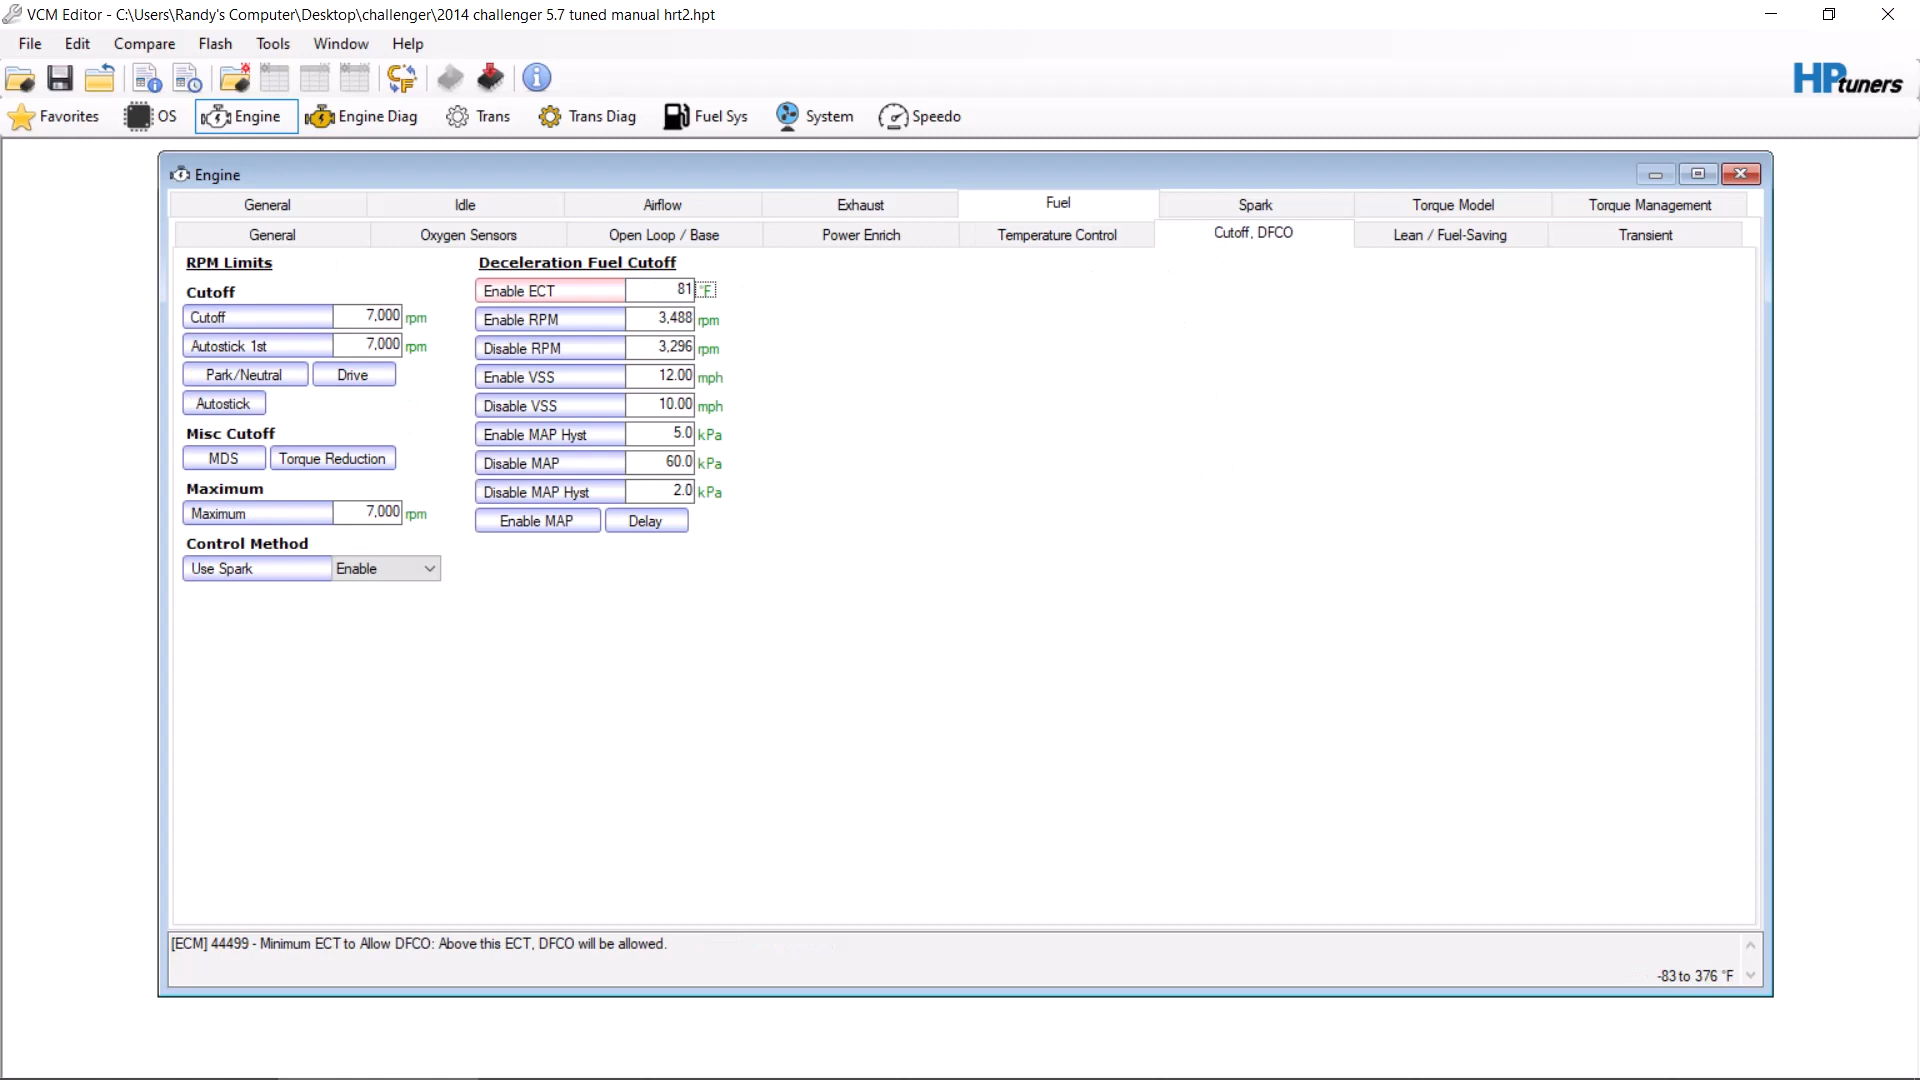 VCM Editor - C:\Users\Randy's Computer\Desktop\challenger\2014 challenger 5.7 tuned manual hrt2.hpt
File Edit Compare Flash Tools Window Help
HPtuners
Favorites OS Engine Engine Diag Trans Trans Diag Fuel Sys System Speedo
Engine
General Idle Airflow Exhaust Fuel Spark Torque Model Torque Management
General Oxygen Sensors Open Loop / Base Power Enrich Temperature Control Cutoff, DFCO Lean / Fuel-Saving Transient
RPM Limits
Cutoff
Cutoff 7,000 rpm
Autostick 1st 7,000 rpm
Park/Neutral Drive
Autostick
Misc Cutoff
MDS Torque Reduction
Maximum
Maximum 7,000 rpm
Control Method
Use Spark Enable
Deceleration Fuel Cutoff
Enable ECT 81 °F
Enable RPM 3,488 rpm
Disable RPM 3,296 rpm
Enable VSS 12.00 mph
Disable VSS 10.00 mph
Enable MAP Hyst 5.0 kPa
Disable MAP 60.0 kPa
Disable MAP Hyst 2.0 kPa
Enable MAP Delay
[ECM] 44499 - Minimum ECT to Allow DFCO: Above this ECT, DFCO will be allowed.
-83 to 376 °F